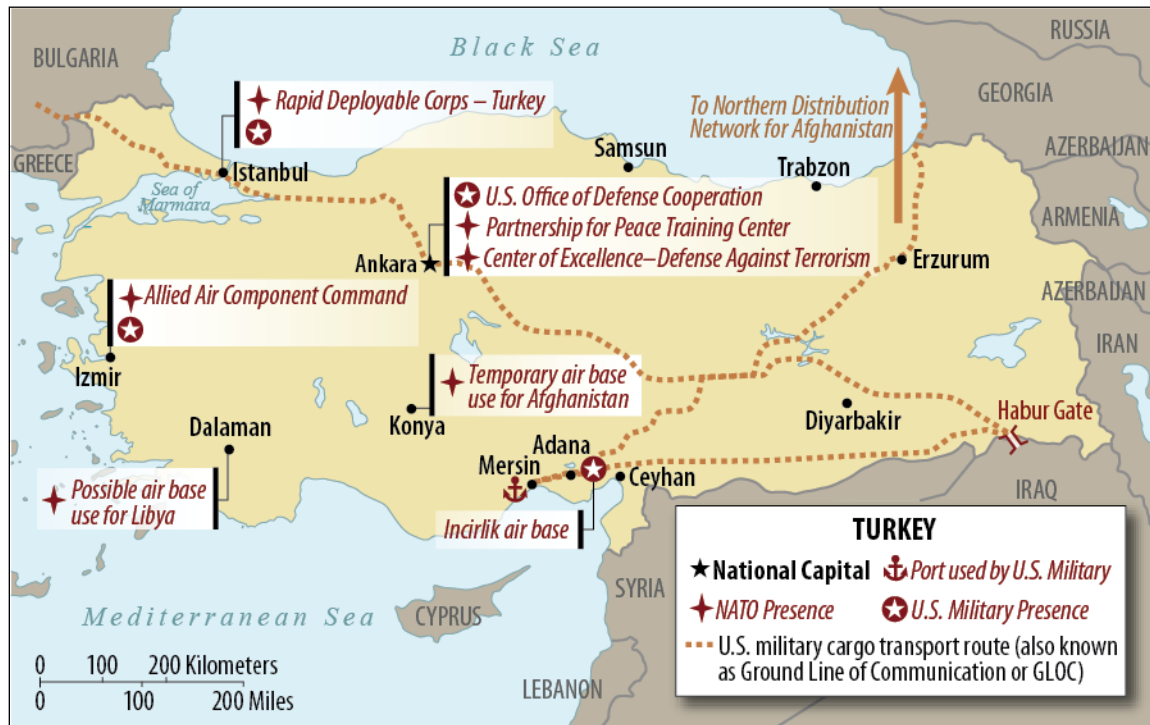 BULGARIA
Black Sea
RUSSIA
GEORGIA
Rapid Deployable Corps – Turkey
To Northern Distribution
Network for Afghanistan
GREECE
Istanbul
Sea of
Marmara
Samsun
Trabzon
AZERBAIJAN
ARMENIA
U.S. Office of Defense Cooperation
Partnership for Peace Training Center
Center of Excellence–Defense Against Terrorism
Ankara
Erzurum
AZERBAIJAN
IRAN
Allied Air Component Command
Izmir
Temporary air base
use for Afghanistan
Konya
Diyarbakir
Habur Gate
Dalaman
Adana
Mersin
Ceyhan
Possible air base
use for Libya
Incirlik air base
IRAQ
SYRIA
CYPRUS
LEBANON
Mediterranean Sea
0 100 200 Kilometers
0 100 200 Miles
TURKEY
National Capital
Port used by U.S. Military
NATO Presence
U.S. Military Presence
U.S. military cargo transport route (also known
as Ground Line of Communication or GLOC)